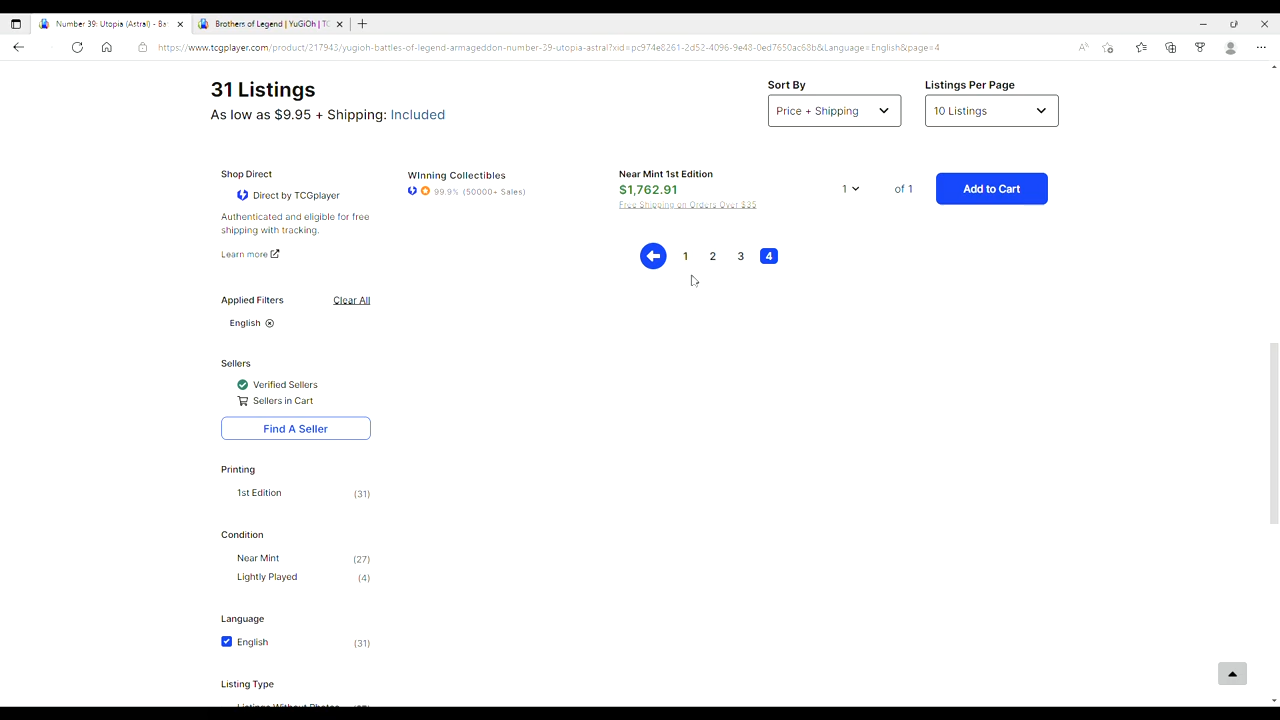 Number 39: Utopia (Astral) - Ba
Brothers of Legend | YuGiOh | TC
https://www.tcgplayer.com/product/217943/yugioh-battles-of-legend-armageddon-number-39-utopia-astral?xid=pc974e8261-2d52-4096-9e48-0ed7650ac68b&Language=English&page=4
31 Listings
As low as $9.95 + Shipping: Included
Sort By
Price + Shipping
Listings Per Page
10 Listings
Shop Direct
Direct by TCGplayer
Authenticated and eligible for free
shipping with tracking.
Learn more
WInning Collectibles
99.9% (50000+ Sales)
Near Mint 1st Edition
$1,762.91
Free Shipping on Orders Over $35
1
of 1
Add to Cart
1 2 3 4
Applied Filters
Clear All
English
Sellers
Verified Sellers
Sellers in Cart
Find A Seller
Printing
1st Edition (31)
Condition
Near Mint (27)
Lightly Played (4)
Language
English (31)
Listing Type
Listings Without Photos